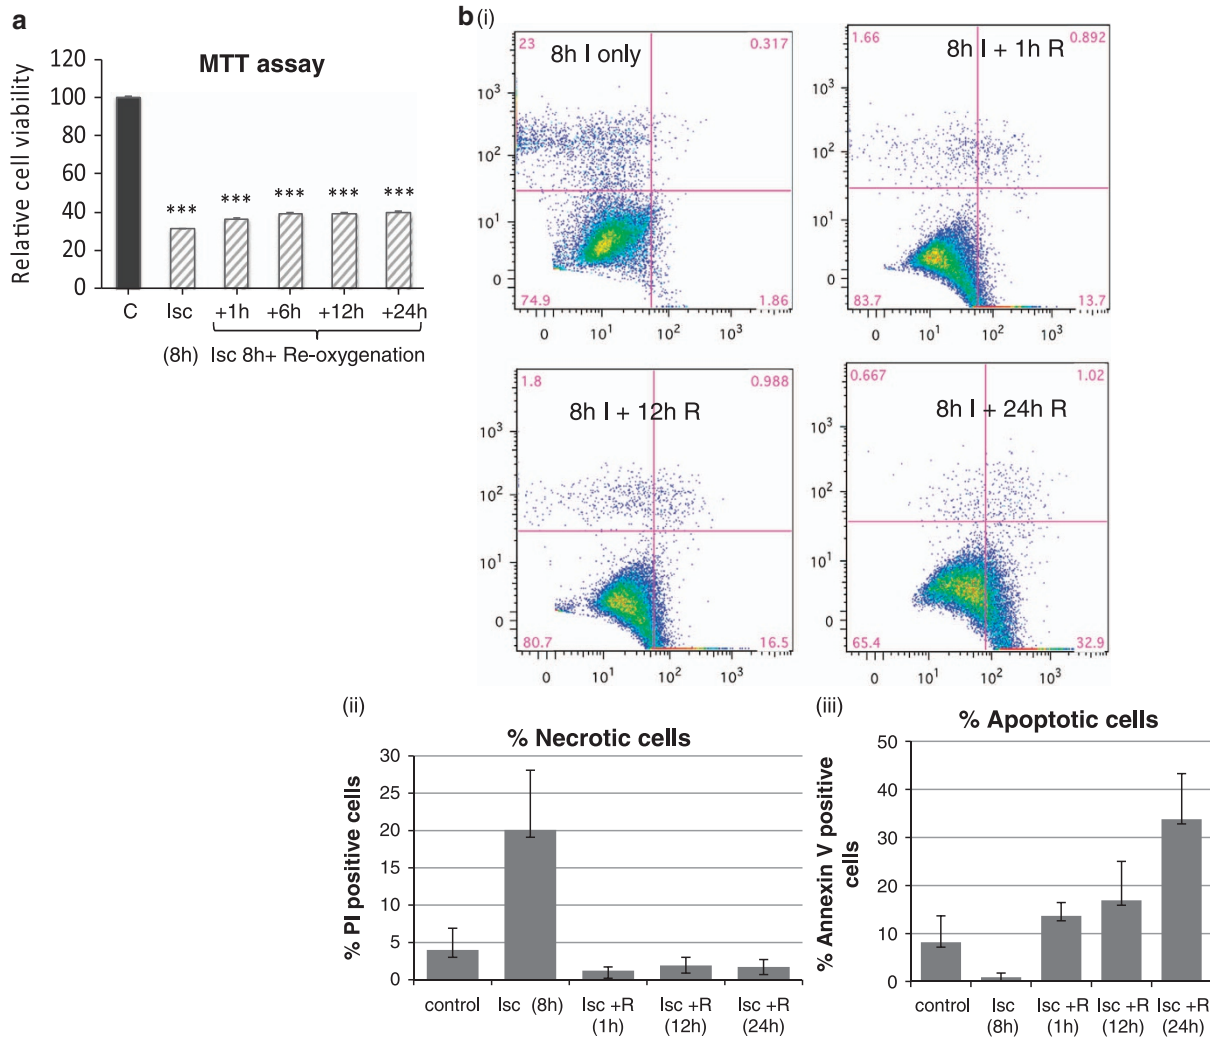 a
MTT assay
Relative cell viability
120
100
80
60
40
20
0
***
***
***
***
***
C Isc +1h +6h +12h +24h
(8h) Isc 8h+ Re-oxygenation
b (i)
23 8h I only 0.317
10³
10²
10¹
0
74.9 1.86
0 10¹ 10² 10³
1.66 8h I + 1h R 0.892
10³
10²
10¹
0
83.7 13.7
0 10¹ 10² 10³
1.8 0.988
8h I + 12h R
10³
10²
10¹
0
80.7 16.5
0 10¹ 10² 10³
0.667 1.02
8h I + 24h R
10³
10²
10¹
0
65.4 32.9
0 10¹ 10² 10³
(ii)
% Necrotic cells
% PI positive cells
30
25
20
15
10
5
0
control Isc (8h) Isc +R Isc +R Isc +R
(1h) (12h) (24h)
(iii)
% Apoptotic cells
% Annexin V positive
cells
50
40
30
20
10
0
control Isc Isc +R Isc +R Isc +R
(8h) (1h) (12h) (24h)